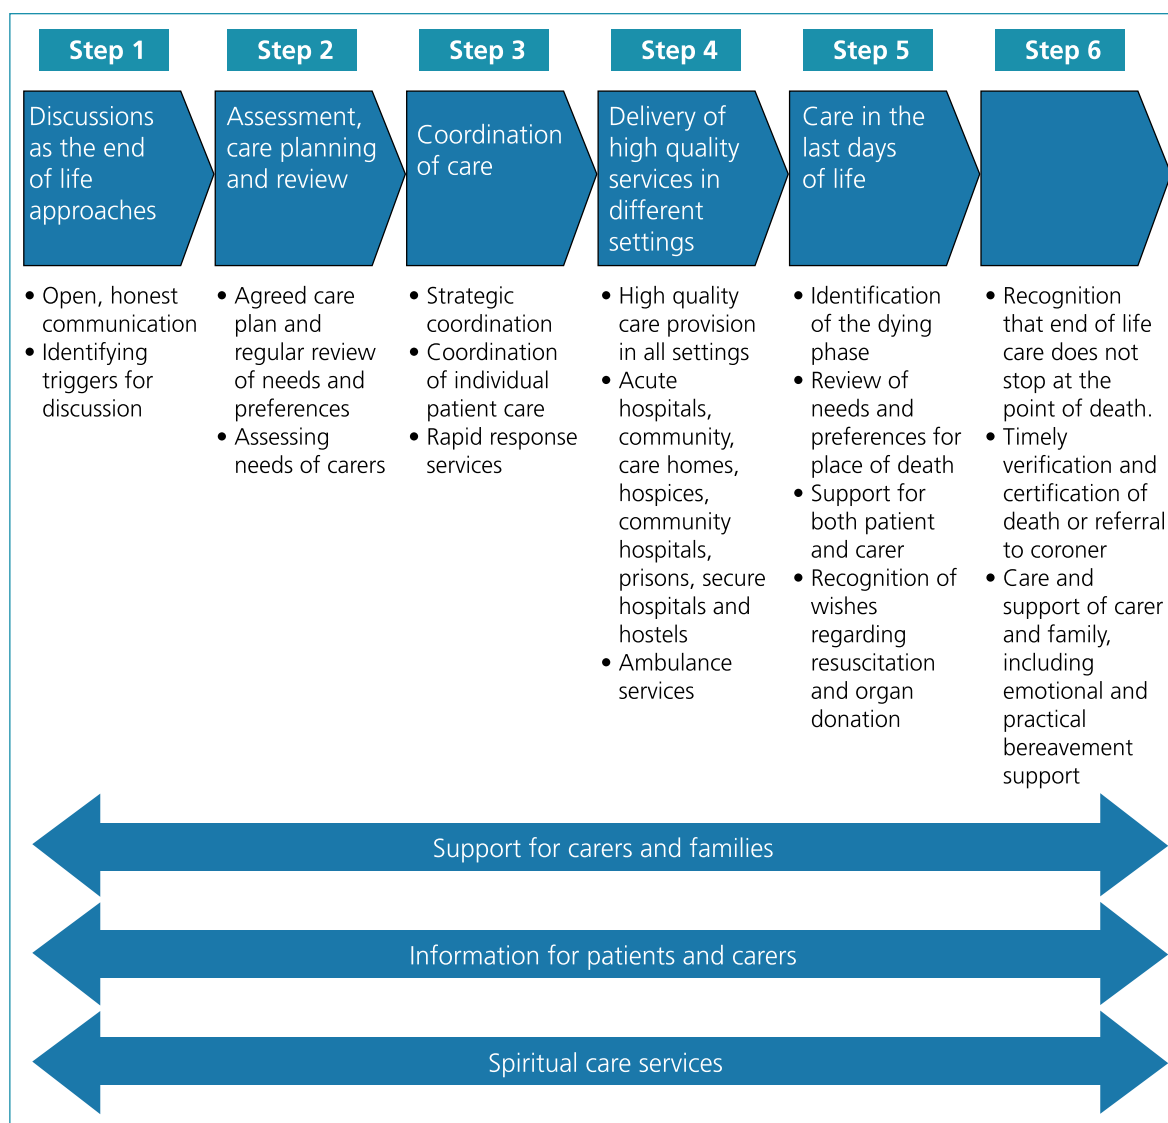 Step 1
Discussions
as the end
of life
approaches
• Open, honest
communication
• Identifying
triggers for
discussion
Step 2
Assessment,
care planning
and review
• Agreed care
plan and
regular review
of needs and
preferences
• Assessing
needs of carers
Step 3
Coordination
of care
• Strategic
coordination
• Coordination
of individual
patient care
• Rapid response
services
Step 4
Delivery of
high quality
services in
different
settings
• High quality
care provision
in all settings
• Acute
hospitals,
community,
care homes,
hospices,
community
hospitals,
prisons, secure
hospitals and
hostels
• Ambulance
services
Step 5
Care in the
last days
of life
• Identification
of the dying
phase
• Review of
needs and
preferences for
place of death
• Support for
both patient
and carer
• Recognition of
wishes
regarding
resuscitation
and organ
donation
Step 6
• Recognition
that end of life
care does not
stop at the
point of death.
• Timely
verification and
certification of
death or referral
to coroner
• Care and
support of carer
and family,
including
emotional and
practical
bereavement
support
Support for carers and families
Information for patients and carers
Spiritual care services